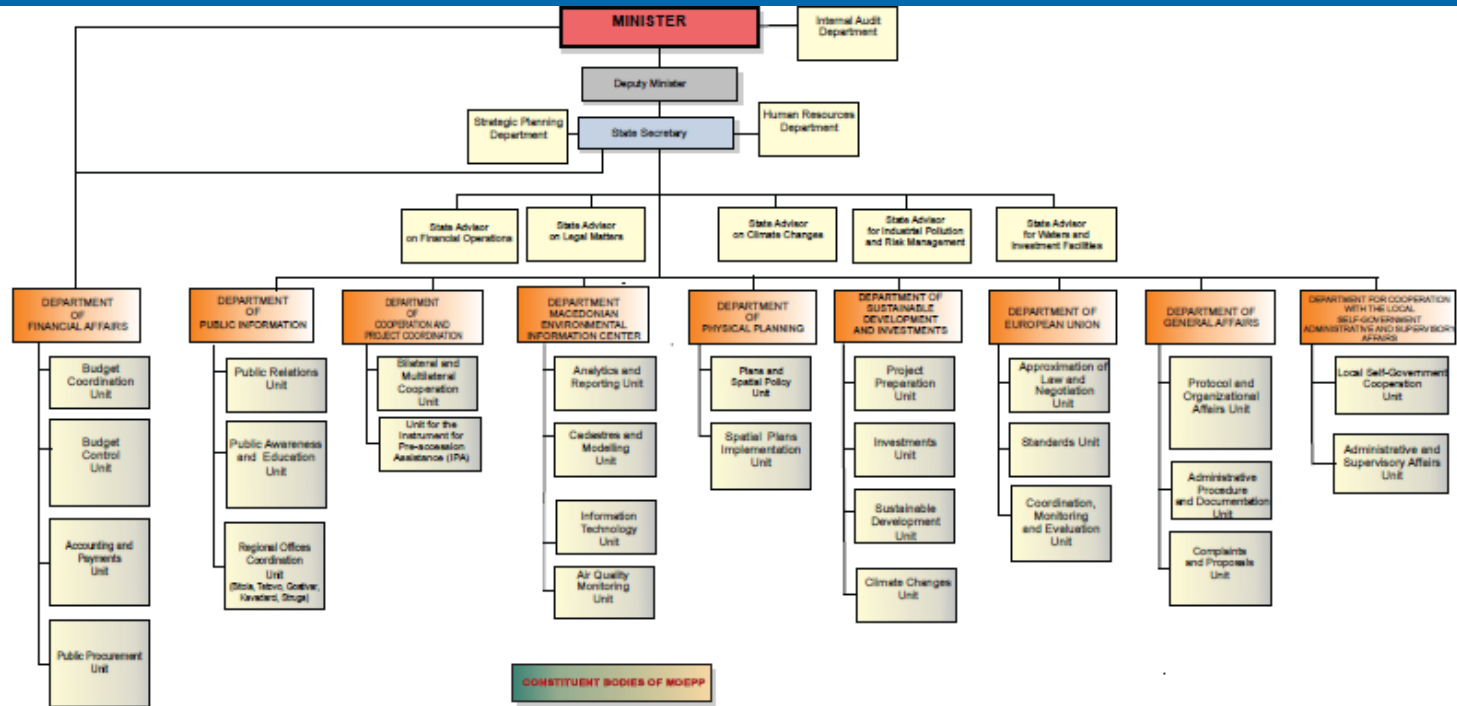 MINISTER
Internal Audit
Department
Deputy Minister
Strategic Planning
Department
State Secretary
Human Resources
Department
State Advisor
on Financial Operations
State Advisor
on Legal Matters
State Advisor
on Climate Changes
State Advisor
for Industrial Pollution
and Risk Management
State Advisor
for Waters and
Investment Facilities
DEPARTMENT
OF
FINANCIAL AFFAIRS
Budget
Coordination
Unit
Budget
Control
Unit
Accounting and
Payments
Unit
Public Procurement
Unit
DEPARTMENT
OF
PUBLIC INFORMATION
Public Relations
Unit
Public Awareness
and Education
Unit
Regional Offices
Coordination
Unit
(Bitola, Tetovo, Gostivar,
Kavadarci, Struga)
DEPARTMENT
OF
COOPERATION AND
PROJECT COORDINATION
Bilateral and
Multilateral
Cooperation
Unit
Unit for the
Instrument for
Pre-accession
Assistance (IPA)
DEPARTMENT
MACEDONIAN
ENVIRONMENTAL
INFORMATION CENTER
Analytics and
Reporting Unit
Cadastres and
Modelling
Unit
Information
Technology
Unit
Air Quality
Monitoring
Unit
DEPARTMENT
OF
PHYSICAL PLANNING
Plans and
Spatial Policy
Unit
Spatial Plans
Implementation
Unit
DEPARTMENT OF
SUSTAINABLE
DEVELOPMENT
AND INVESTMENTS
Project
Preparation
Unit
Investments
Unit
Sustainable
Development
Unit
Climate Changes
Unit
DEPARTMENT OF
EUROPEAN UNION
Approximation of
Law and
Negotiation
Unit
Standards Unit
Coordination,
Monitoring
and Evaluation
Unit
DEPARTMENT OF
GENERAL AFFAIRS
Protocol and
Organizational
Affairs Unit
Administrative
Procedure
and Documentation
Unit
Complaints
and Proposals
Unit
DEPARTMENT FOR COOPERATION
WITH THE LOCAL
SELF-GOVERNMENT
ADMINISTRATIVE AND SUPERVISORY
AFFAIRS
Local Self-Government
Cooperation
Unit
Administrative and
Supervisory Affairs
Unit
CONSTITUENT BODIES OF MOEPP